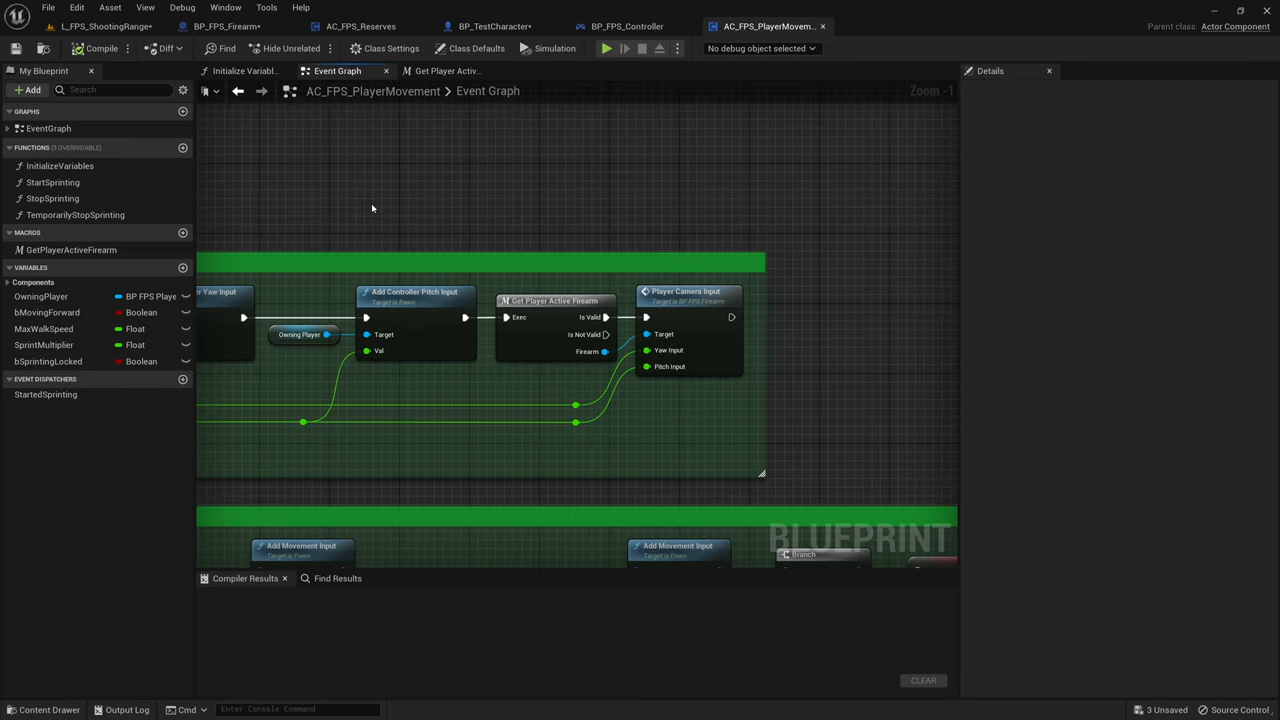 File Edit Asset View Debug Window Tools Help
L_FPS_ShootingRange* BP_FPS_Firearm* AC_FPS_Reserves BP_TestCharacter* BP_FPS_Controller AC_FPS_PlayerMovem... Parent class: Actor Component
Compile Diff Find Hide Unrelated Class Settings Class Defaults Simulation No debug object selected
My Blueprint Initialize Variabl... Event Graph Get Player Activ... Details
Add Search AC_FPS_PlayerMovement > Event Graph Zoom -1
GRAPHS
EventGraph
FUNCTIONS (3 OVERRIDABLE)
InitializeVariables
StartSprinting
StopSprinting
TemporarilyStopSprinting
MACROS
GetPlayerActiveFirearm
VARIABLES
Components
OwningPlayer BP FPS Playe
bMovingForward Boolean
MaxWalkSpeed Float
SprintMultiplier Float
bSprintingLocked Boolean
EVENT DISPATCHERS
StartedSprinting
er Yaw Input
Owning Player
Add Controller Pitch Input
Target is Pawn
Target
Val
Get Player Active Firearm
Exec Is Valid
Is Not Valid
Firearm
Player Camera Input
Target is BP FPS Firearm
Target
Yaw Input
Pitch Input
Add Movement Input
Target is Pawn
Add Movement Input
Target is Pawn
Branch
BLUEPRINT
Compiler Results Find Results
CLEAR
Content Drawer Output Log Cmd Enter Console Command 3 Unsaved Source Control